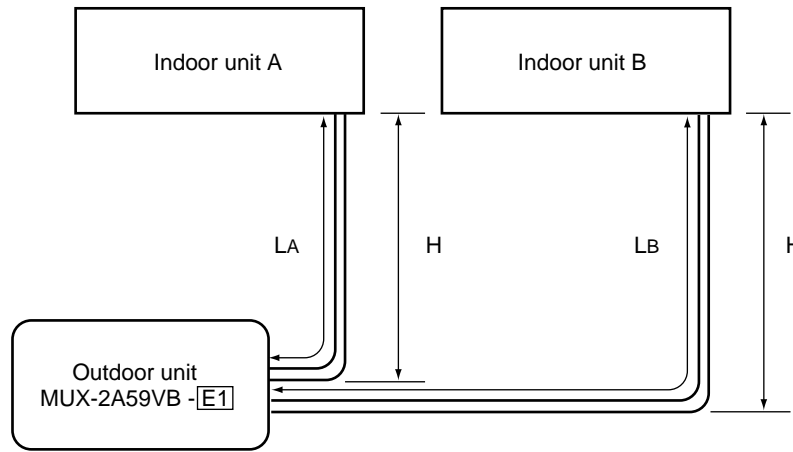 Indoor unit A
Indoor unit B
LA
H
LB
H
Outdoor unit
MUX-2A59VB - E1